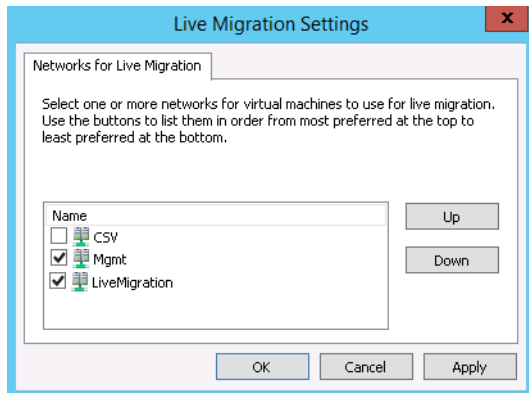 Live Migration Settings
x
Networks for Live Migration
Select one or more networks for virtual machines to use for live migration.
Use the buttons to list them in order from most preferred at the top to
least preferred at the bottom.
Name
CSV
Mgmt
LiveMigration
Up
Down
OK
Cancel
Apply